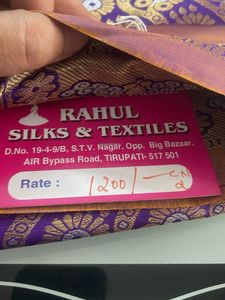 RAHUL
SILKS & TEXTILES
D.No. 19-4-9/B, S.T.V. Nagar, Opp. Big Bazaar,
AIR Bypass Road, TIRUPATI- 517 501
Rate : 1200/-